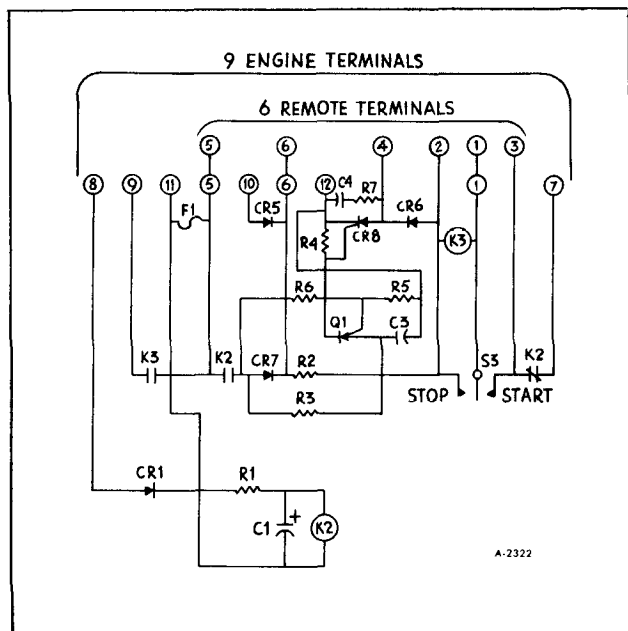 9 ENGINE TERMINALS
6 REMOTE TERMINALS
5 6 4 2 1 3
8 9 11 5 10 6 12 C4 R7 1 7
F1 CR5 CR8 CR6
R4 K3
R6 R5
Q1 C3
K3 K2 CR7 R2 S3 K2
STOP START
R3
CR1 R1
C1 + K2
A-2322